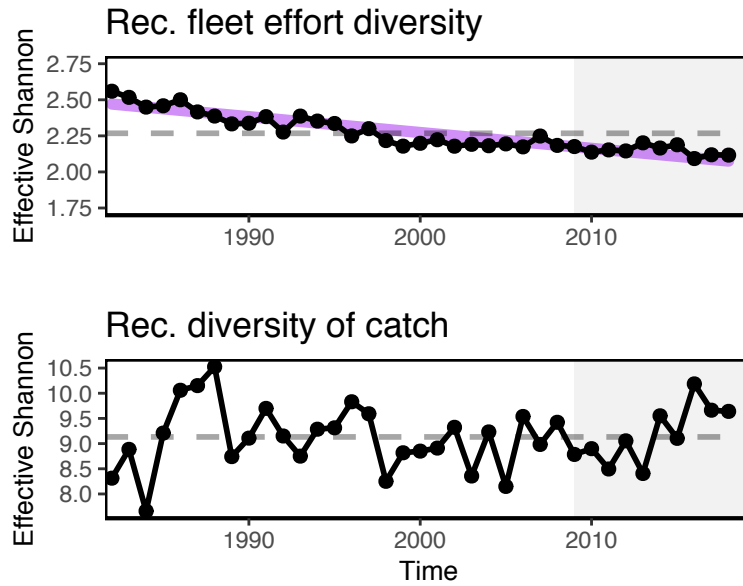 Rec. fleet effort diversity
Effective Shannon
2.75
2.50
2.25
2.00
1.75
1990 2000 2010
Rec. diversity of catch
Effective Shannon
10.5
10.0
9.5
9.0
8.5
8.0
1990 2000 2010
Time